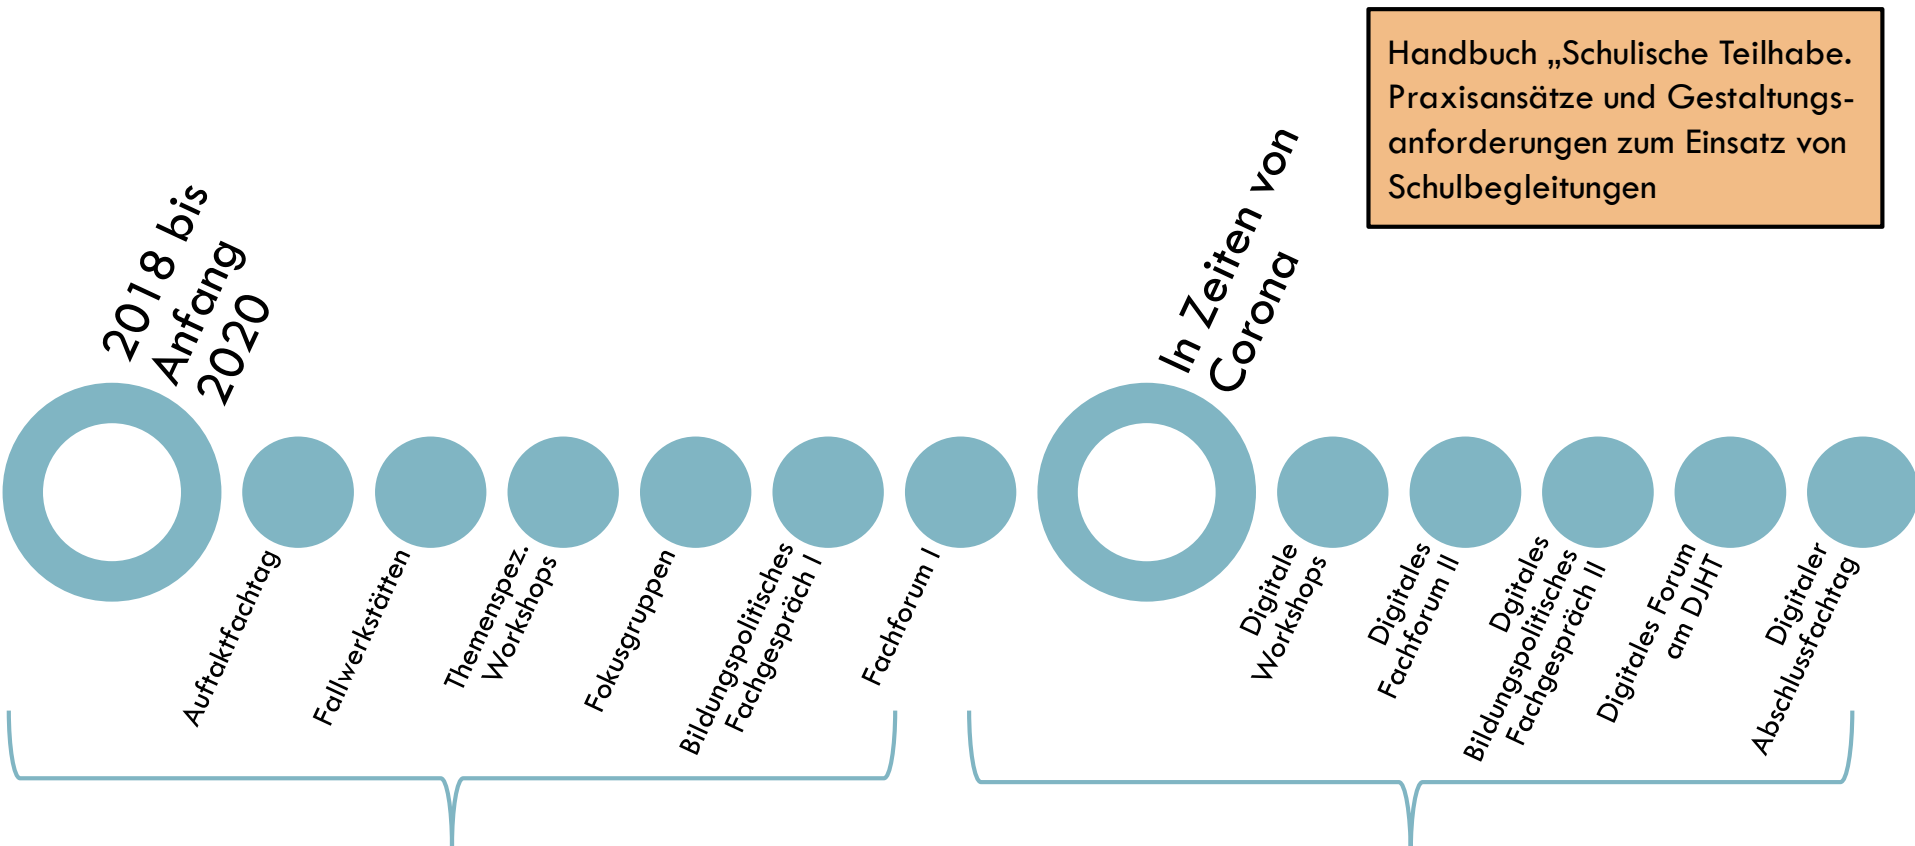 Handbuch „Schulische Teilhabe.
Praxisansätze und Gestaltungs-
anforderungen zum Einsatz von
Schulbegleitungen
2018 bis
Anfang
2020
Auftaktfachtag
Fallwerkstätten
Themenspez.
Workshops
Fokusgruppen
Bildungspolitisches
Fachgespräch I
Fachforum I
In Zeiten von
Corona
Digitale
Workshops
Digitales
Fachforum II
Dgitales
Bildungspolitisches
Fachgespräch II
Digitales Forum
am DJHT
Digitaler
Abschlussfachtag